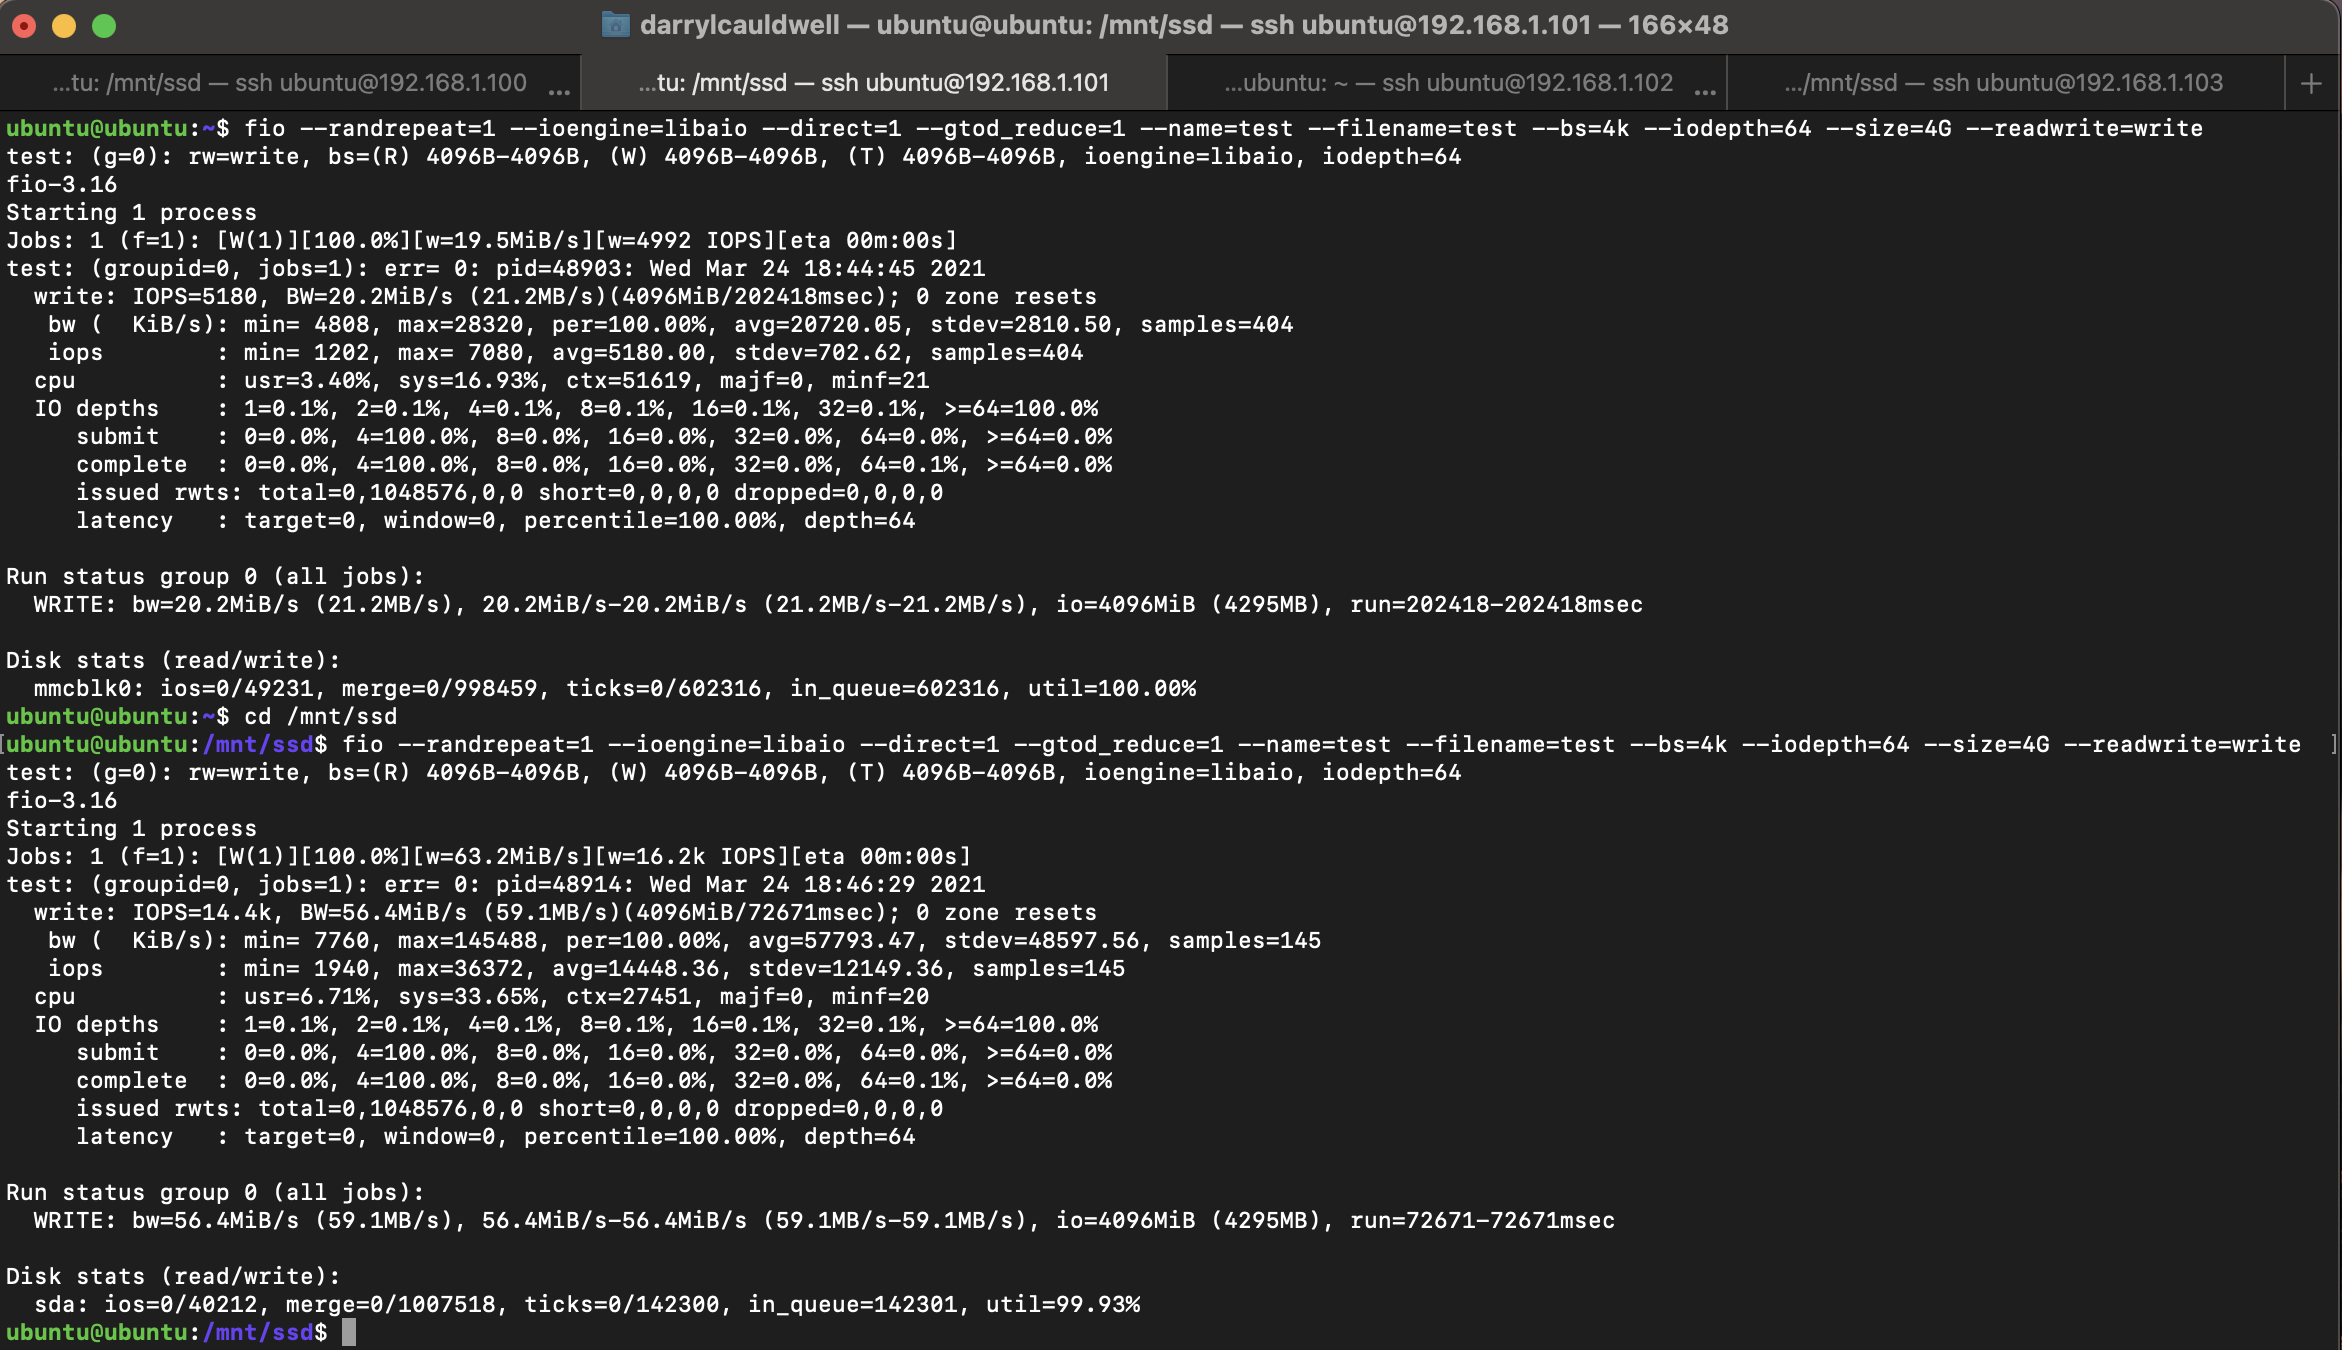 darrylcauldwell — ubuntu@ubuntu: /mnt/ssd — ssh ubuntu@192.168.1.101 — 166×48
...tu: /mnt/ssd — ssh ubuntu@192.168.1.100 ...
...tu: /mnt/ssd — ssh ubuntu@192.168.1.101
...ubuntu: ~ — ssh ubuntu@192.168.1.102 ...
.../mnt/ssd — ssh ubuntu@192.168.1.103
+
ubuntu@ubuntu:~$ fio --randrepeat=1 --ioengine=libaio --direct=1 --gtod_reduce=1 --name=test --filename=test --bs=4k --iodepth=64 --size=4G --readwrite=write
test: (g=0): rw=write, bs=(R) 4096B-4096B, (W) 4096B-4096B, (T) 4096B-4096B, ioengine=libaio, iodepth=64
fio-3.16
Starting 1 process
Jobs: 1 (f=1): [W(1)][100.0%][w=19.5MiB/s][w=4992 IOPS][eta 00m:00s]
test: (groupid=0, jobs=1): err= 0: pid=48903: Wed Mar 24 18:44:45 2021
  write: IOPS=5180, BW=20.2MiB/s (21.2MB/s)(4096MiB/202418msec); 0 zone resets
   bw (  KiB/s): min= 4808, max=28320, per=100.00%, avg=20720.05, stdev=2810.50, samples=404
   iops        : min= 1202, max= 7080, avg=5180.00, stdev=702.62, samples=404
  cpu          : usr=3.40%, sys=16.93%, ctx=51619, majf=0, minf=21
  IO depths    : 1=0.1%, 2=0.1%, 4=0.1%, 8=0.1%, 16=0.1%, 32=0.1%, >=64=100.0%
     submit    : 0=0.0%, 4=100.0%, 8=0.0%, 16=0.0%, 32=0.0%, 64=0.0%, >=64=0.0%
     complete  : 0=0.0%, 4=100.0%, 8=0.0%, 16=0.0%, 32=0.0%, 64=0.1%, >=64=0.0%
     issued rwts: total=0,1048576,0,0 short=0,0,0,0 dropped=0,0,0,0
     latency   : target=0, window=0, percentile=100.00%, depth=64

Run status group 0 (all jobs):
  WRITE: bw=20.2MiB/s (21.2MB/s), 20.2MiB/s-20.2MiB/s (21.2MB/s-21.2MB/s), io=4096MiB (4295MB), run=202418-202418msec

Disk stats (read/write):
  mmcblk0: ios=0/49231, merge=0/998459, ticks=0/602316, in_queue=602316, util=100.00%
ubuntu@ubuntu:~$ cd /mnt/ssd
[ubuntu@ubuntu:/mnt/ssd$ fio --randrepeat=1 --ioengine=libaio --direct=1 --gtod_reduce=1 --name=test --filename=test --bs=4k --iodepth=64 --size=4G --readwrite=write  ]
test: (g=0): rw=write, bs=(R) 4096B-4096B, (W) 4096B-4096B, (T) 4096B-4096B, ioengine=libaio, iodepth=64
fio-3.16
Starting 1 process
Jobs: 1 (f=1): [W(1)][100.0%][w=63.2MiB/s][w=16.2k IOPS][eta 00m:00s]
test: (groupid=0, jobs=1): err= 0: pid=48914: Wed Mar 24 18:46:29 2021
  write: IOPS=14.4k, BW=56.4MiB/s (59.1MB/s)(4096MiB/72671msec); 0 zone resets
   bw (  KiB/s): min= 7760, max=145488, per=100.00%, avg=57793.47, stdev=48597.56, samples=145
   iops        : min= 1940, max=36372, avg=14448.36, stdev=12149.36, samples=145
  cpu          : usr=6.71%, sys=33.65%, ctx=27451, majf=0, minf=20
  IO depths    : 1=0.1%, 2=0.1%, 4=0.1%, 8=0.1%, 16=0.1%, 32=0.1%, >=64=100.0%
     submit    : 0=0.0%, 4=100.0%, 8=0.0%, 16=0.0%, 32=0.0%, 64=0.0%, >=64=0.0%
     complete  : 0=0.0%, 4=100.0%, 8=0.0%, 16=0.0%, 32=0.0%, 64=0.1%, >=64=0.0%
     issued rwts: total=0,1048576,0,0 short=0,0,0,0 dropped=0,0,0,0
     latency   : target=0, window=0, percentile=100.00%, depth=64

Run status group 0 (all jobs):
  WRITE: bw=56.4MiB/s (59.1MB/s), 56.4MiB/s-56.4MiB/s (59.1MB/s-59.1MB/s), io=4096MiB (4295MB), run=72671-72671msec

Disk stats (read/write):
  sda: ios=0/40212, merge=0/1007518, ticks=0/142300, in_queue=142301, util=99.93%
ubuntu@ubuntu:/mnt/ssd$